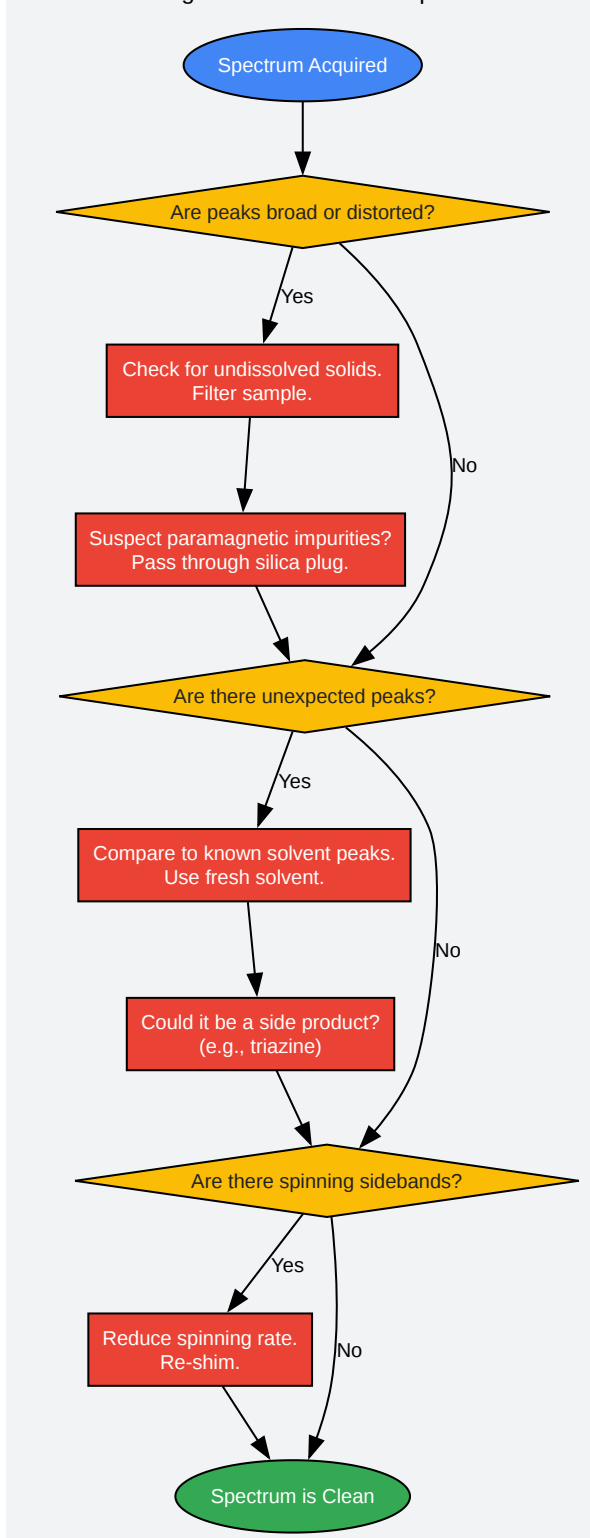 Spectrum Acquired
Are peaks broad or distorted?
Yes
Check for undissolved solids.
Filter sample.
No
Suspect paramagnetic impurities?
Pass through silica plug.
Are there unexpected peaks?
Yes
Compare to known solvent peaks.
Use fresh solvent.
No
Could it be a side product?
(e.g., triazine)
Are there spinning sidebands?
Yes
Reduce spinning rate.
Re-shim.
No
Spectrum is Clean